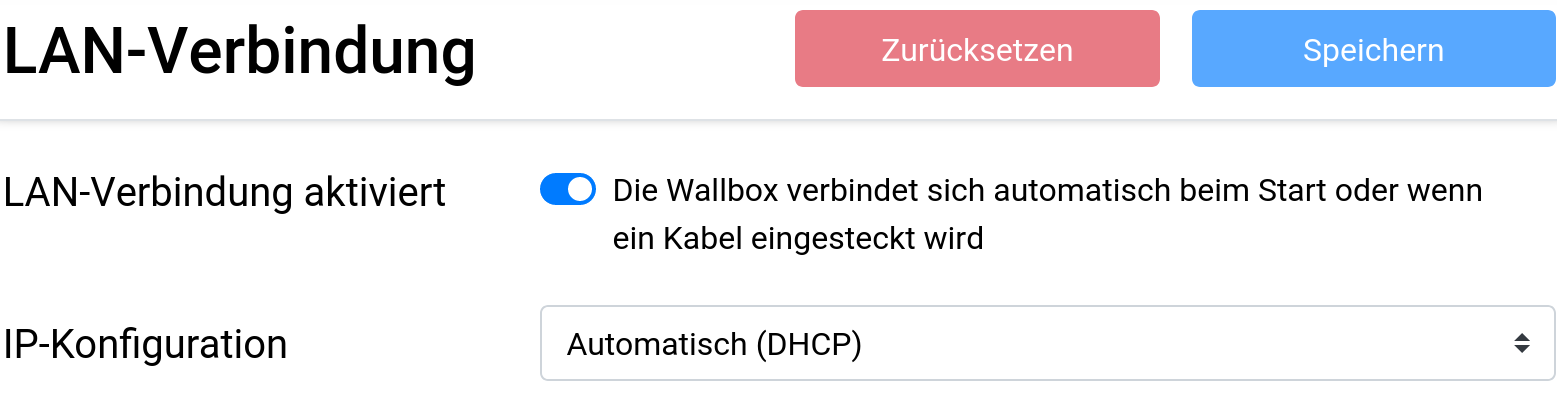 LAN-Verbindung
Zurücksetzen
Speichern
LAN-Verbindung aktiviert
Die Wallbox verbindet sich automatisch beim Start oder wenn
ein Kabel eingesteckt wird
IP-Konfiguration
Automatisch (DHCP)